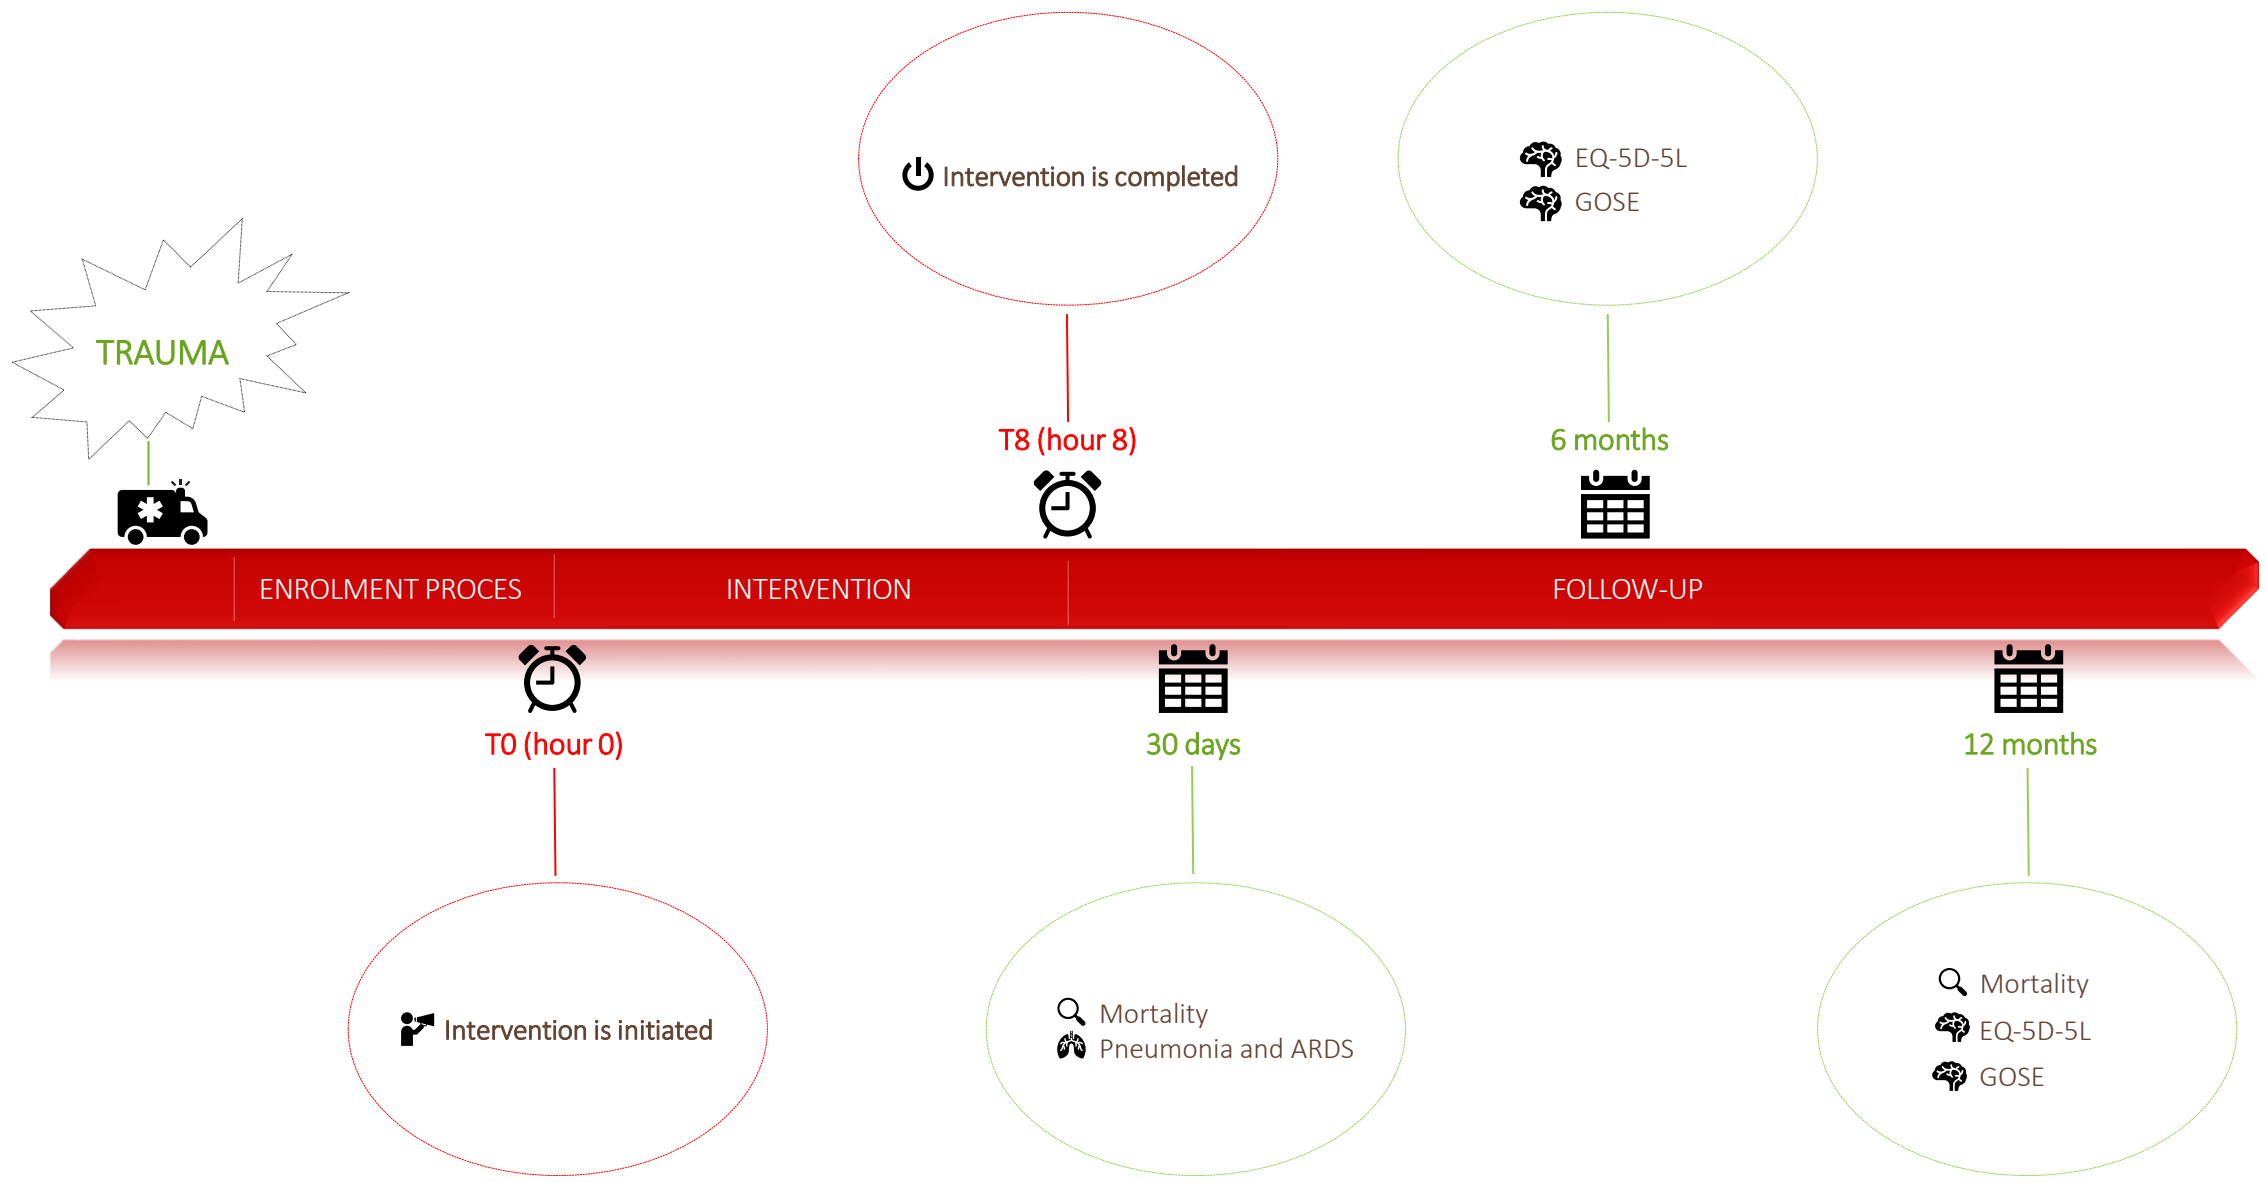 Intervention is completed
EQ-5D-5L
GOSE
TRAUMA
T8 (hour 8)
6 months
ENROLMENT PROCES
INTERVENTION
FOLLOW-UP
T0 (hour 0)
30 days
12 months
Intervention is initiated
Mortality
Pneumonia and ARDS
Mortality
EQ-5D-5L
GOSE